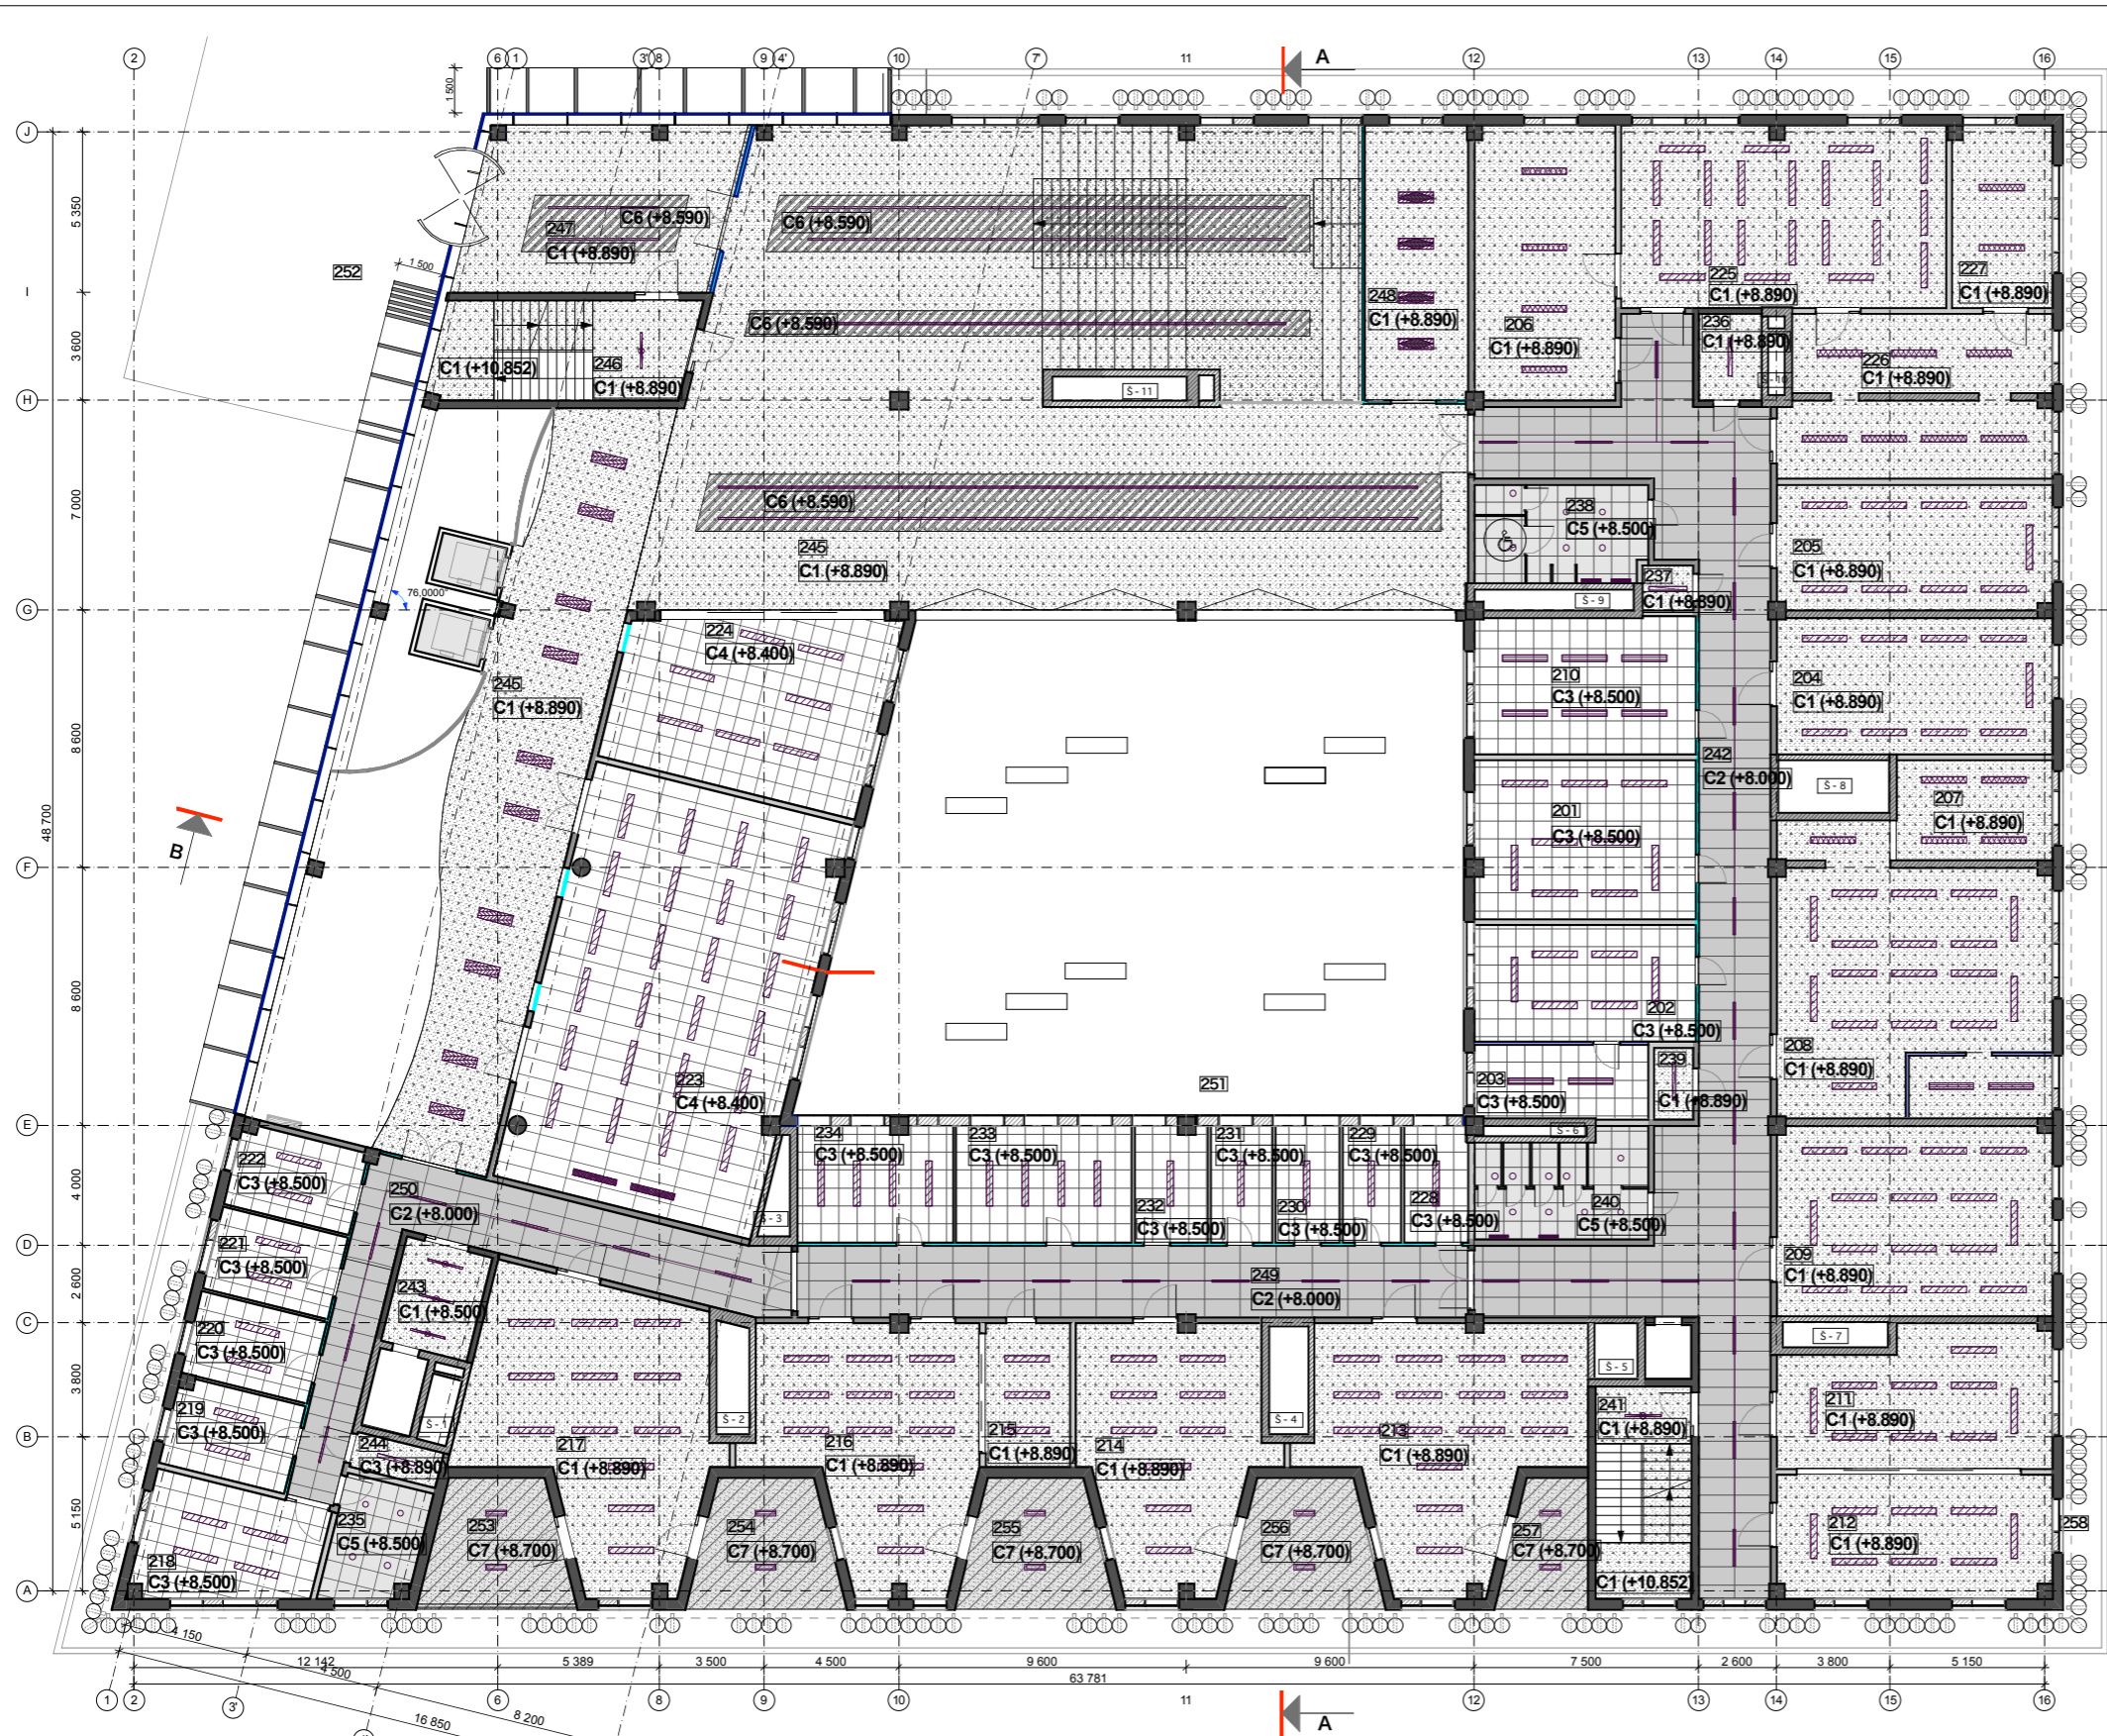 2
6
1
3'
8
9
4'
10
7'
11
A
12
13
14
15
16
1 500
J
5 350
247
C1 (+8.890)
C6 (+8.590)
C6 (+8.590)
252
1 500
I
248
C1 (+8.890)
206
C1 (+8.890)
225
C1 (+8.890)
227
C1 (+8.890)
3 600
C6 (+8.590)
C1 (+10.852)
246
C1 (+8.890)
236
C1 (+8.890)
226
C1 (+8.890)
Š - 10
Š - 11
H
7 000
C6 (+8.590)
245
C1 (+8.890)
238
C5 (+8.500)
205
C1 (+8.890)
237
C1 (+8.890)
Š - 9
76,0000°
G
224
C4 (+8.400)
245
C1 (+8.890)
210
C3 (+8.500)
204
C1 (+8.890)
8 600
242
C2 (+8.000)
Š - 8
207
C1 (+8.890)
201
C3 (+8.500)
48 700
B
F
8 600
202
C3 (+8.500)
208
C1 (+8.890)
239
C1 (+8.890)
203
C3 (+8.500)
251
223
C4 (+8.400)
E
4 000
234
C3 (+8.500)
233
C3 (+8.500)
231
C3 (+8.500)
229
C3 (+8.500)
Š - 6
232
C3 (+8.500)
230
C3 (+8.500)
228
C3 (+8.500)
240
C5 (+8.500)
222
C3 (+8.500)
250
C2 (+8.000)
Š - 3
D
2 600
221
C3 (+8.500)
243
C1 (+8.500)
249
C2 (+8.000)
209
C1 (+8.890)
C
3 800
220
C3 (+8.500)
Š - 7
Š - 5
219
C3 (+8.500)
Š - 1
Š - 2
Š - 4
241
C1 (+8.890)
211
C1 (+8.890)
B
244
C3 (+8.890)
217
C1 (+8.890)
216
C1 (+8.890)
215
C1 (+8.890)
214
C1 (+8.890)
213
C1 (+8.890)
5 150
235
C5 (+8.500)
253
C7 (+8.700)
254
C7 (+8.700)
255
C7 (+8.700)
256
C7 (+8.700)
257
C7 (+8.700)
212
C1 (+8.890)
258
218
C3 (+8.500)
C1 (+10.852)
A
4 150
12 142
4 500
5 389
3 500
4 500
9 600
9 600
7 500
2 600
3 800
5 150
63 781
1
2
3'
6
8
9
10
11
12
13
14
15
16
16 850
8 200
A